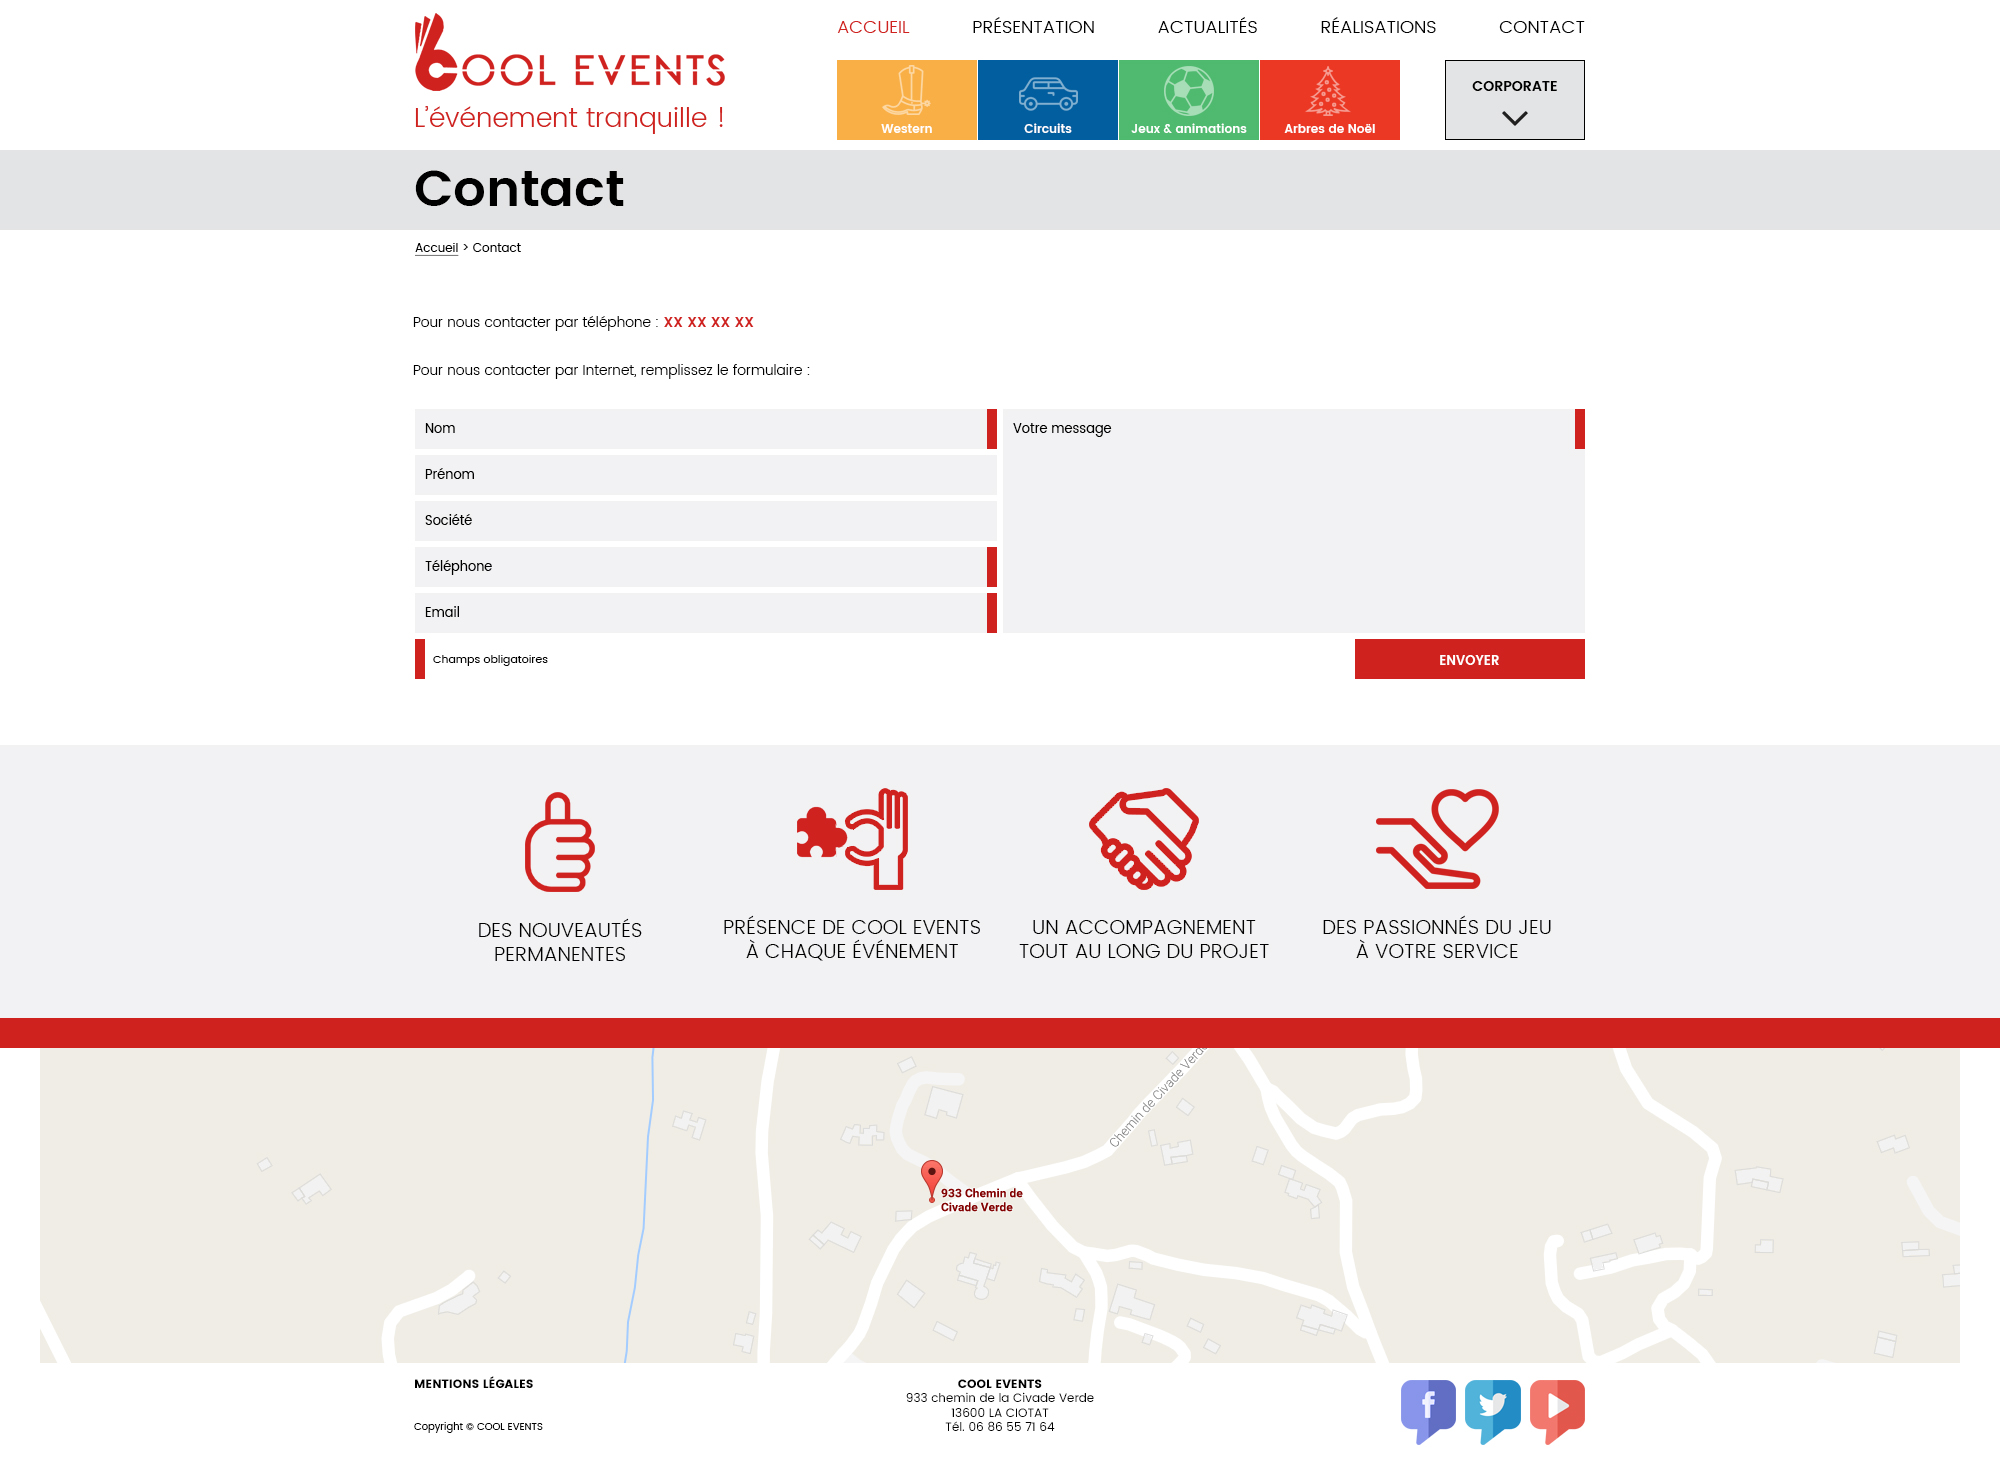 COOL EVENTS
L'événement tranquille !
ACCUEIL
PRÉSENTATION
ACTUALITÉS
RÉALISATIONS
CONTACT
Western
Circuits
Jeux & animations
Arbres de Noël
CORPORATE
Contact
Accueil > Contact
Pour nous contacter par téléphone : XX XX XX XX
Pour nous contacter par Internet, remplissez le formulaire :
Nom
Prénom
Société
Téléphone
Email
Votre message
Champs obligatoires
ENVOYER
DES NOUVEAUTÉS
PERMANENTES
PRÉSENCE DE COOL EVENTS
À CHAQUE ÉVÉNEMENT
UN ACCOMPAGNEMENT
TOUT AU LONG DU PROJET
DES PASSIONNÉS DU JEU
À VOTRE SERVICE
Chemin de Civade Verde
933 Chemin de
Civade Verde
MENTIONS LÉGALES
Copyright © COOL EVENTS
COOL EVENTS
933 chemin de la Civade Verde
13600 LA CIOTAT
Tél. 06 86 55 71 64